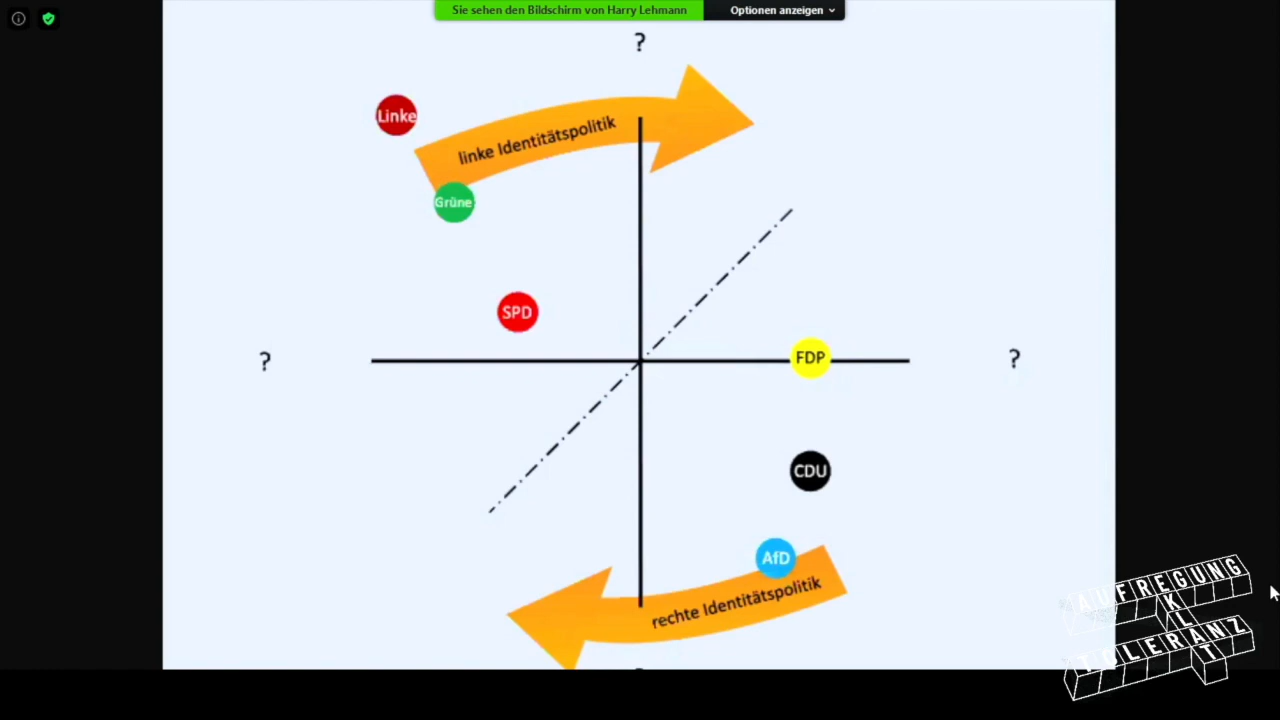 Sie sehen den Bildschirm von Harry Lehmann
Optionen anzeigen
?
Linke
linke Identitätspolitik
Grüne
SPD
?
FDP
?
CDU
AfD
rechte Identitätspolitik
AUFREGUNG
KLARTEXT
TOLERANZ